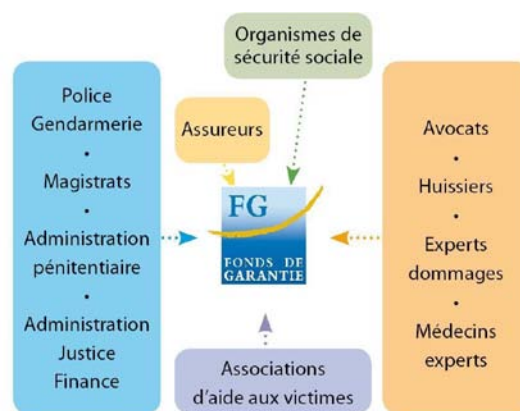 Organismes de
sécurité sociale
Police
Gendarmerie
•
Magistrats
•
Administration
pénitentiaire
•
Administration
Justice
Finance
Assureurs
FG
FONDS DE
GARANTIE
Avocats
•
Huissiers
•
Experts
dommages
•
Médecins
experts
Associations
d'aide aux victimes